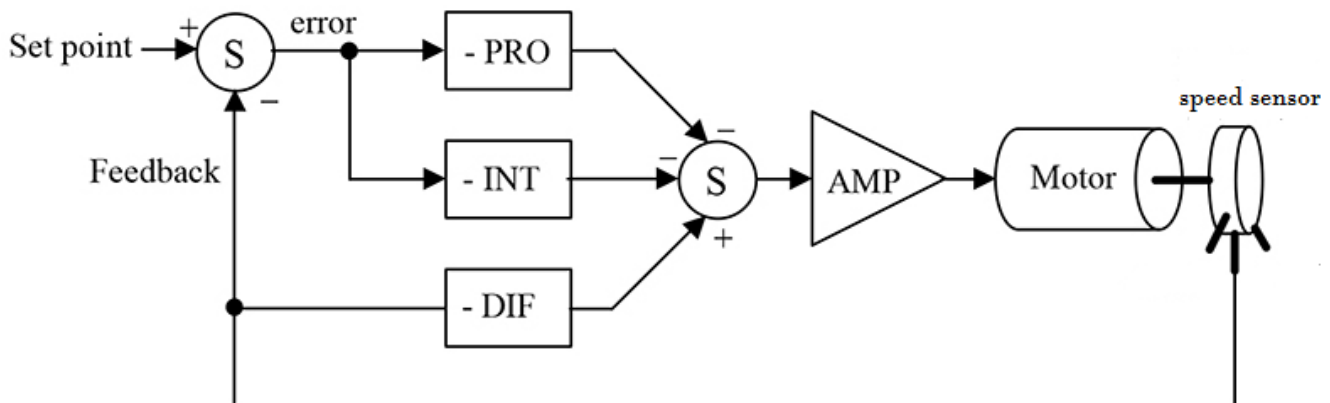 Set point
+
S
−
error
- PRO
- INT
- DIF
Feedback
−
−
+
S
AMP
Motor
speed sensor